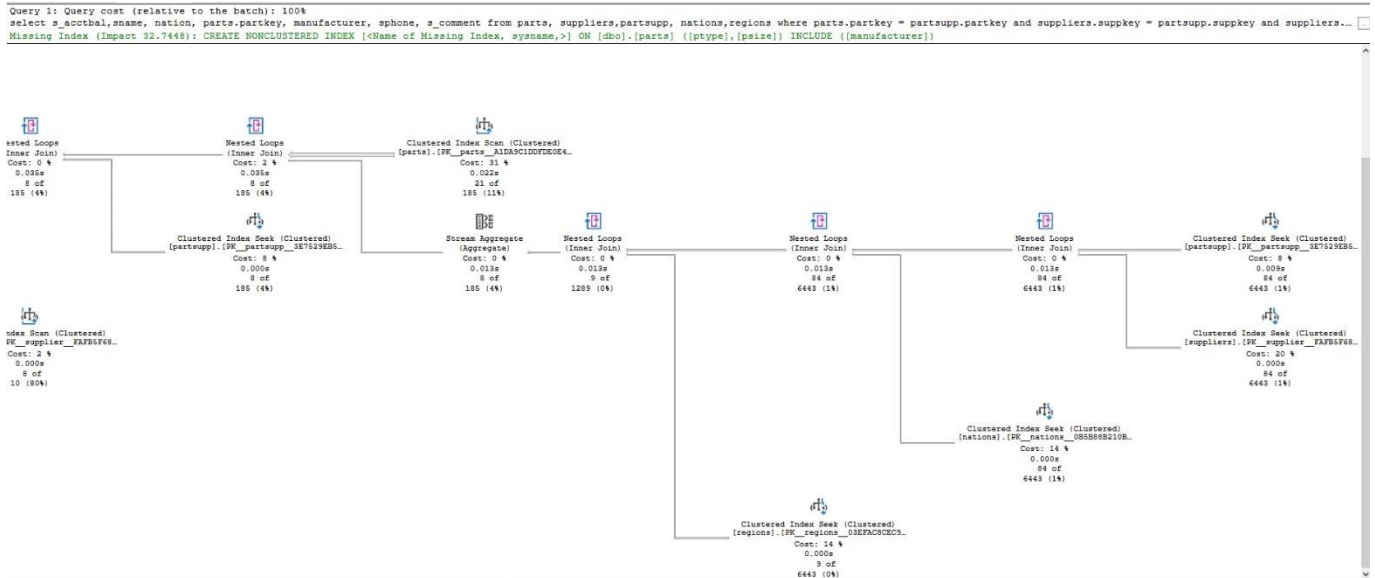 Query 1: Query cost (relative to the batch): 100%
select s_acctbal,sname, nation, parts.partkey, manufacturer, sphone, s_comment from parts, suppliers,partsupp, nations,regions where parts.partkey = partsupp.partkey and suppliers.suppkey = partsupp.suppkey and suppliers.…
Missing Index (Impact 32.7448): CREATE NONCLUSTERED INDEX [<Name of Missing Index, sysname,>] ON [dbo].[parts] ([ptype],[psize]) INCLUDE ([manufacturer])
ested Loops
Inner Join)
Cost: 0 %
0.035s
8 of
185 (4%)
Nested Loops
(Inner Join)
Cost: 2 %
0.035s
8 of
185 (4%)
Clustered Index Scan (Clustered)
[parts].[PK__parts__A1DA9C1DDFDE0E4…
Cost: 31 %
0.022s
21 of
185 (11%)
Clustered Index Seek (Clustered)
[partsupp].[PK__partsupp__3E7529EB5…
Cost: 8 %
0.000s
8 of
185 (4%)
Stream Aggregate
(Aggregate)
Cost: 0 %
0.013s
8 of
185 (4%)
Nested Loops
(Inner Join)
Cost: 0 %
0.013s
9 of
1289 (0%)
Nested Loops
(Inner Join)
Cost: 0 %
0.013s
84 of
6443 (1%)
Nested Loops
(Inner Join)
Cost: 0 %
0.013s
84 of
6443 (1%)
Clustered Index Seek (Clustered)
[partsupp].[PK__partsupp__3E7529EB5…
Cost: 8 %
0.009s
84 of
6443 (1%)
ndex Scan (Clustered)
PK__supplier__FAFB5F68…
Cost: 2 %
0.000s
8 of
10 (80%)
Clustered Index Seek (Clustered)
[suppliers].[PK__supplier__FAFB5F68…
Cost: 20 %
0.000s
84 of
6443 (1%)
Clustered Index Seek (Clustered)
[nations].[PK__nations__0B5B88B210B…
Cost: 14 %
0.000s
84 of
6443 (1%)
Clustered Index Seek (Clustered)
[regions].[PK__regions__03EFAC8CEC9…
Cost: 14 %
0.000s
9 of
6443 (0%)